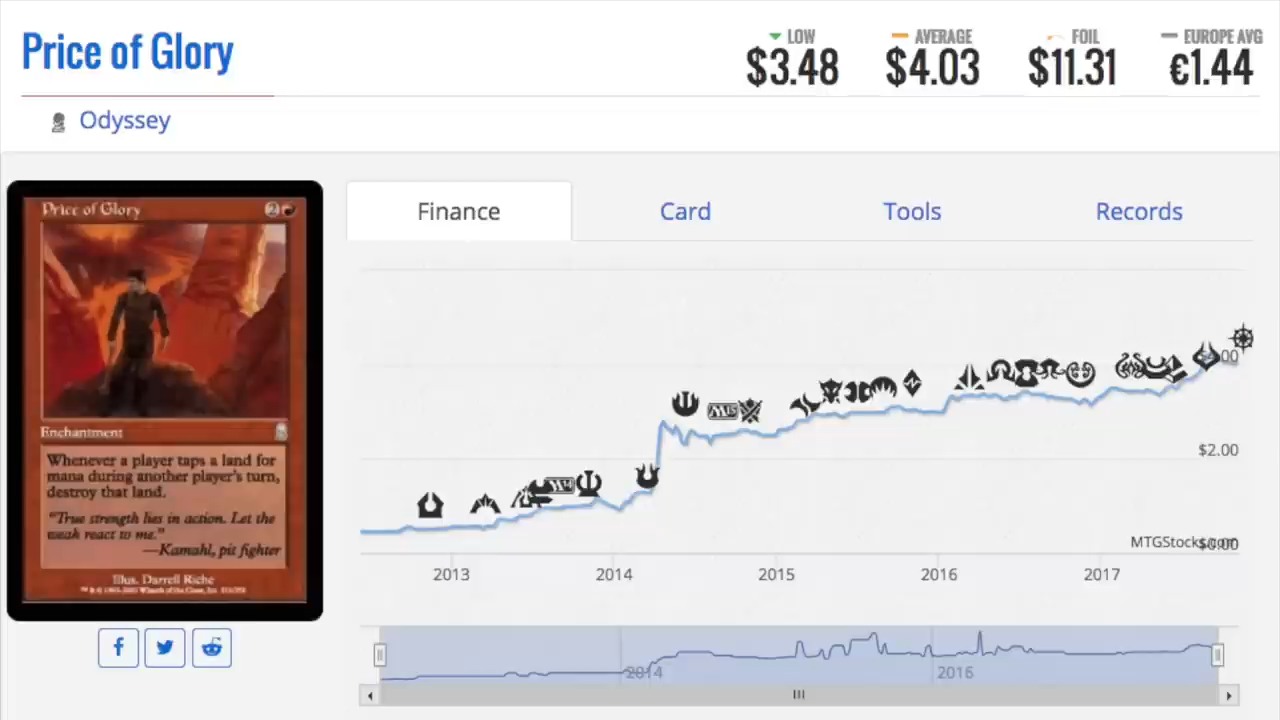 Price of Glory
LOW
$3.48
AVERAGE
$4.03
FOIL
$11.31
EUROPE AVG
€1.44
Odyssey
Price of Glory
2
Enchantment
Whenever a player taps a land for
mana during another player's turn,
destroy that land.
"True strength lies in action. Let the
weak react to me."
—Kamahl, pit fighter
Illus. Darrell Riche
Finance
Card
Tools
Records
M15
M14
$2.00
MTGStocks.com
$0.00
2013
2014
2015
2016
2017
2014
2016